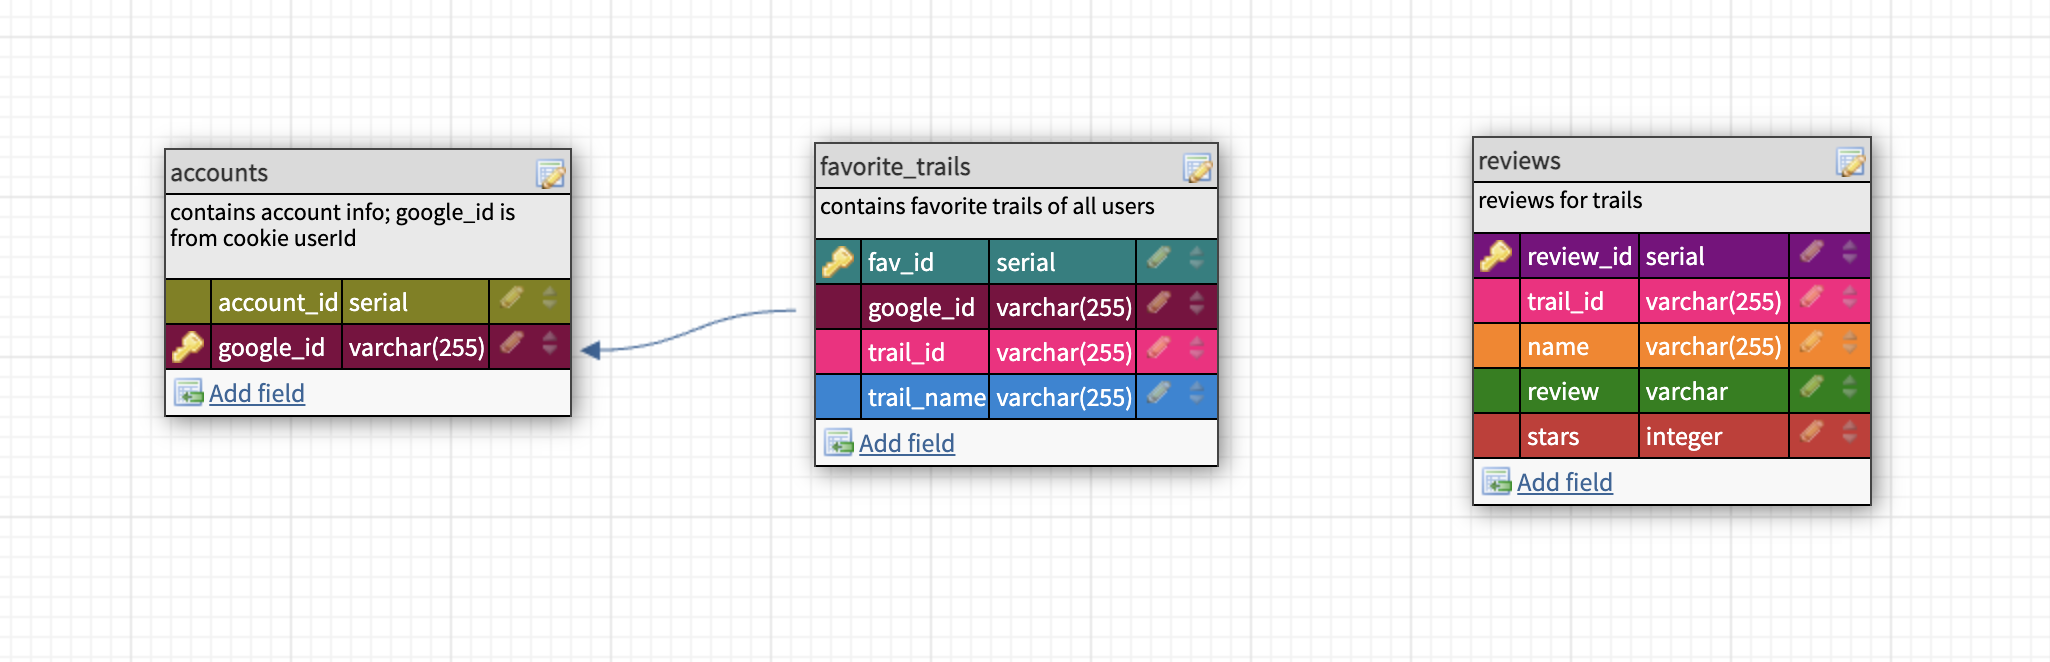 accounts
contains account info; google_id is
from cookie userId
account_id serial
google_id varchar(255)
Add field
favorite_trails
contains favorite trails of all users
fav_id serial
google_id varchar(255)
trail_id varchar(255)
trail_name varchar(255)
Add field
reviews
reviews for trails
review_id serial
trail_id varchar(255)
name varchar(255)
review varchar
stars integer
Add field